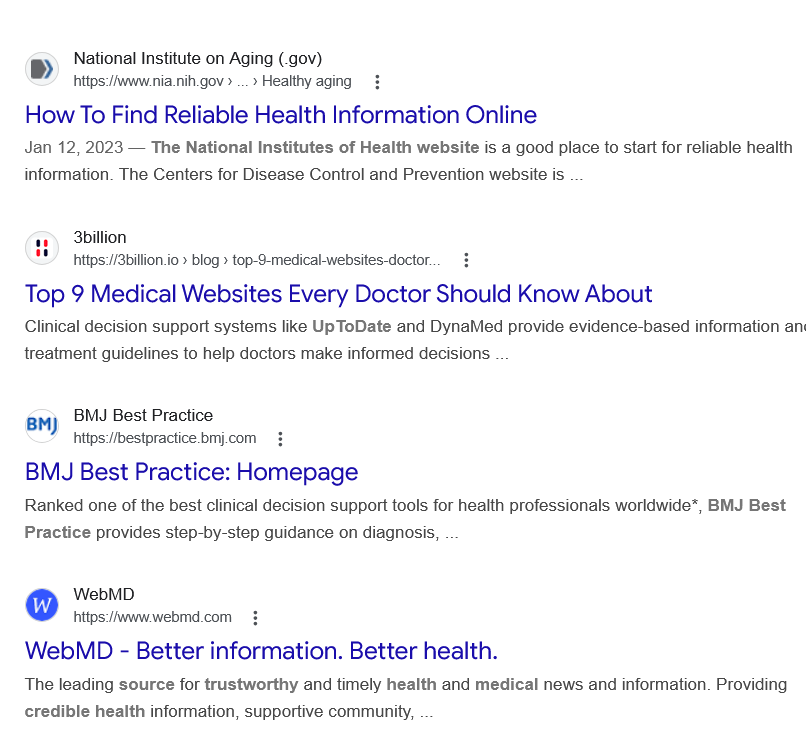 National Institute on Aging (.gov)
https://www.nia.nih.gov › ... › Healthy aging
How To Find Reliable Health Information Online
Jan 12, 2023 — The National Institutes of Health website is a good place to start for reliable health
information. The Centers for Disease Control and Prevention website is ...
3billion
https://3billion.io › blog › top-9-medical-websites-doctor...
Top 9 Medical Websites Every Doctor Should Know About
Clinical decision support systems like UpToDate and DynaMed provide evidence-based information and
treatment guidelines to help doctors make informed decisions ...
BMJ
BMJ Best Practice
https://bestpractice.bmj.com
BMJ Best Practice: Homepage
Ranked one of the best clinical decision support tools for health professionals worldwide*, BMJ Best
Practice provides step-by-step guidance on diagnosis, ...
W
WebMD
https://www.webmd.com
WebMD - Better information. Better health.
The leading source for trustworthy and timely health and medical news and information. Providing
credible health information, supportive community, ...